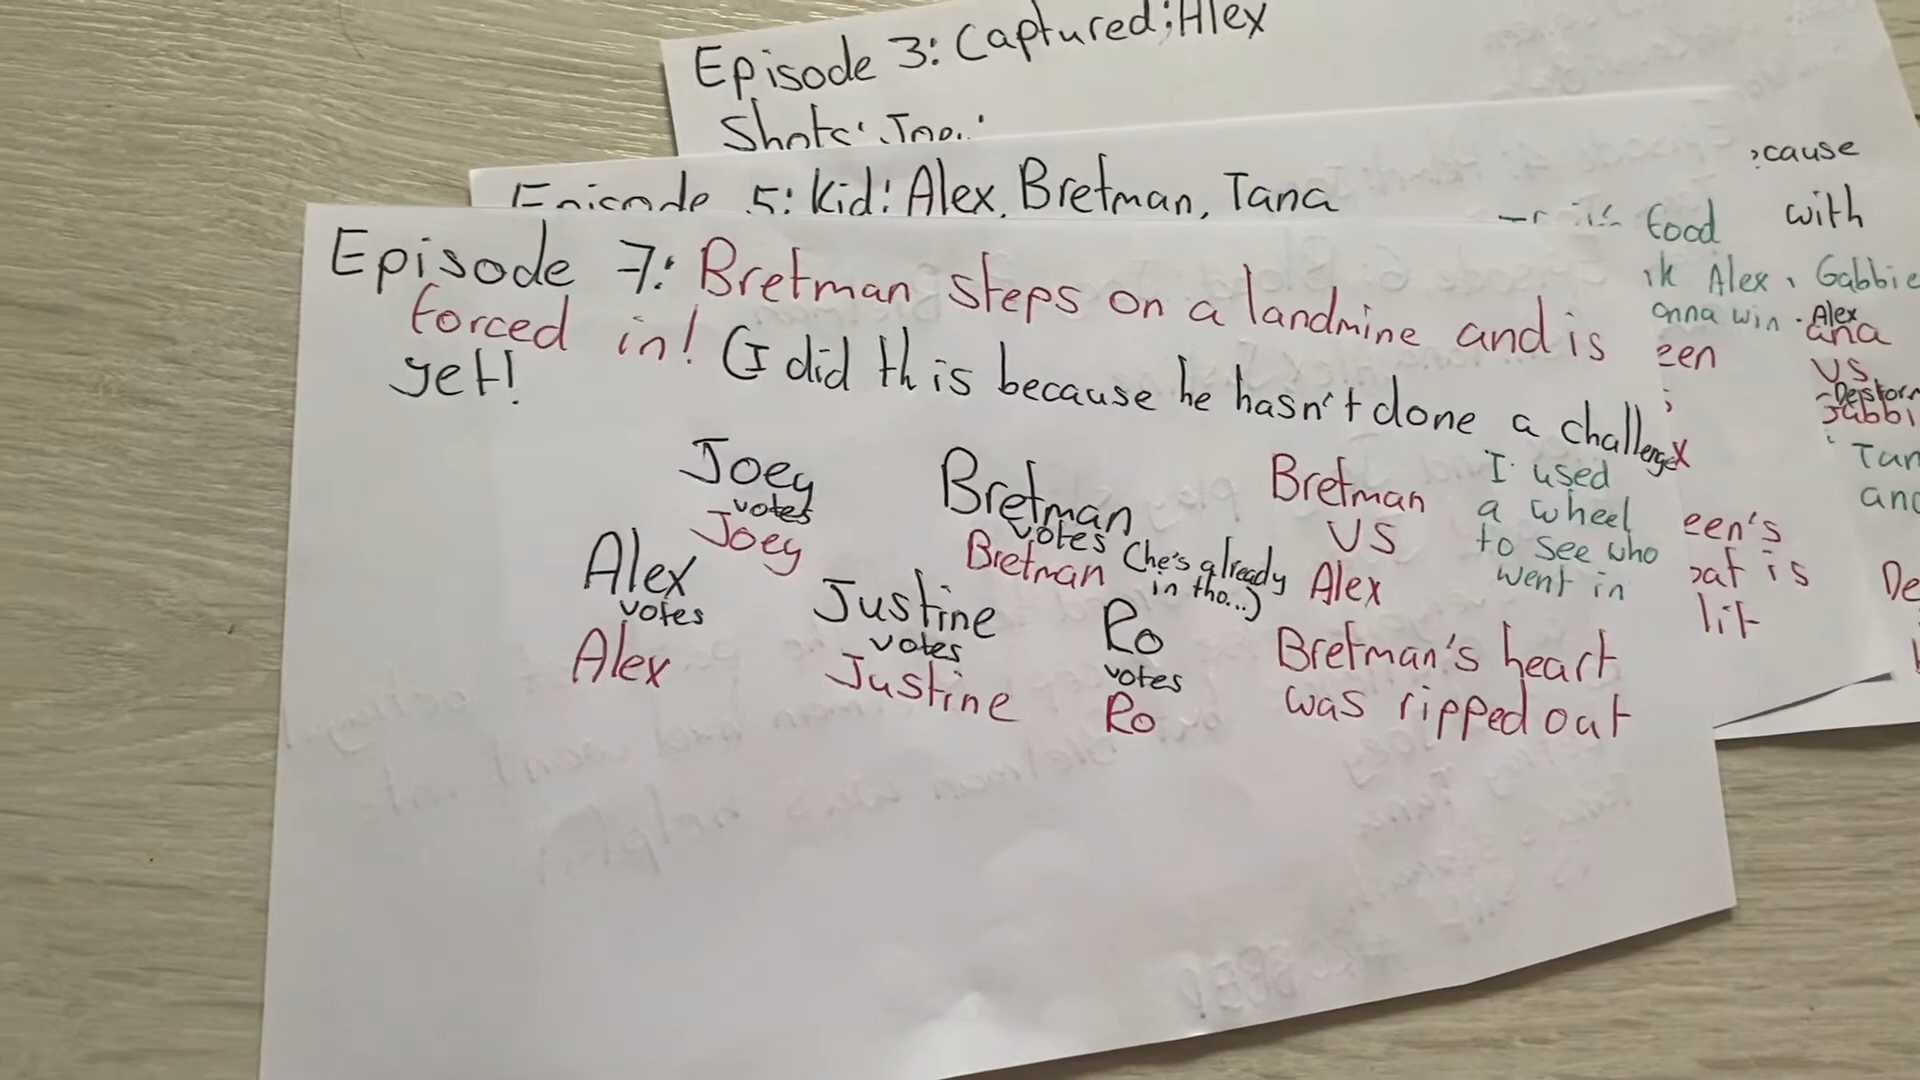 Episode 3: Captured: Alex
Episode 5: Kid: Alex, Bretman, Tana
Episode 7: Bretman steps on a landmine and is
forced in! (I did this because he hasn't done a challenge
yet!
Joey
votes
Joey
Bretman
votes
Bretman (he's already
in tho...)
Alex
votes
Alex
Justine
votes
Justine
Ro
votes
Ro
Bretman
VS
Alex
I used
a wheel
to see who
went in
Bretman's heart
was ripped out
food
with
Alex, Gabbie
win
Alex
VS
lit